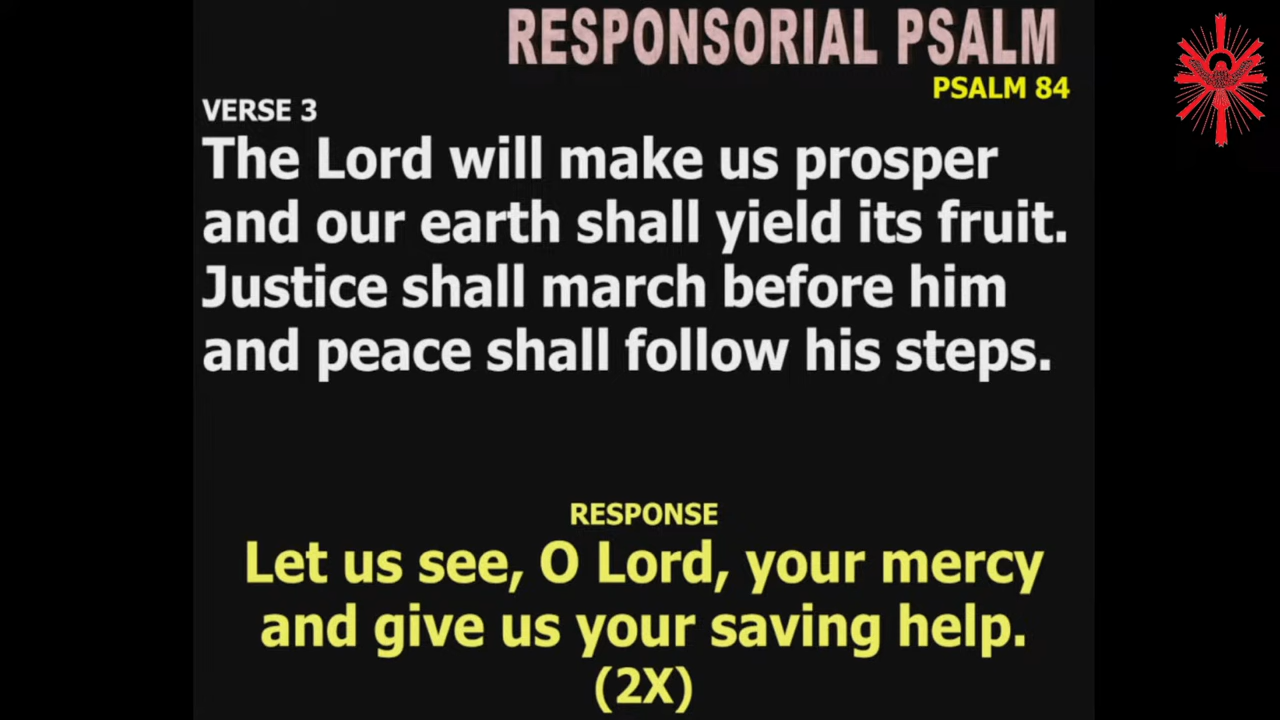 RESPONSORIAL PSALM
PSALM 84
VERSE 3
The Lord will make us prosper
and our earth shall yield its fruit.
Justice shall march before him
and peace shall follow his steps.
RESPONSE
Let us see, O Lord, your mercy
and give us your saving help.
(2X)